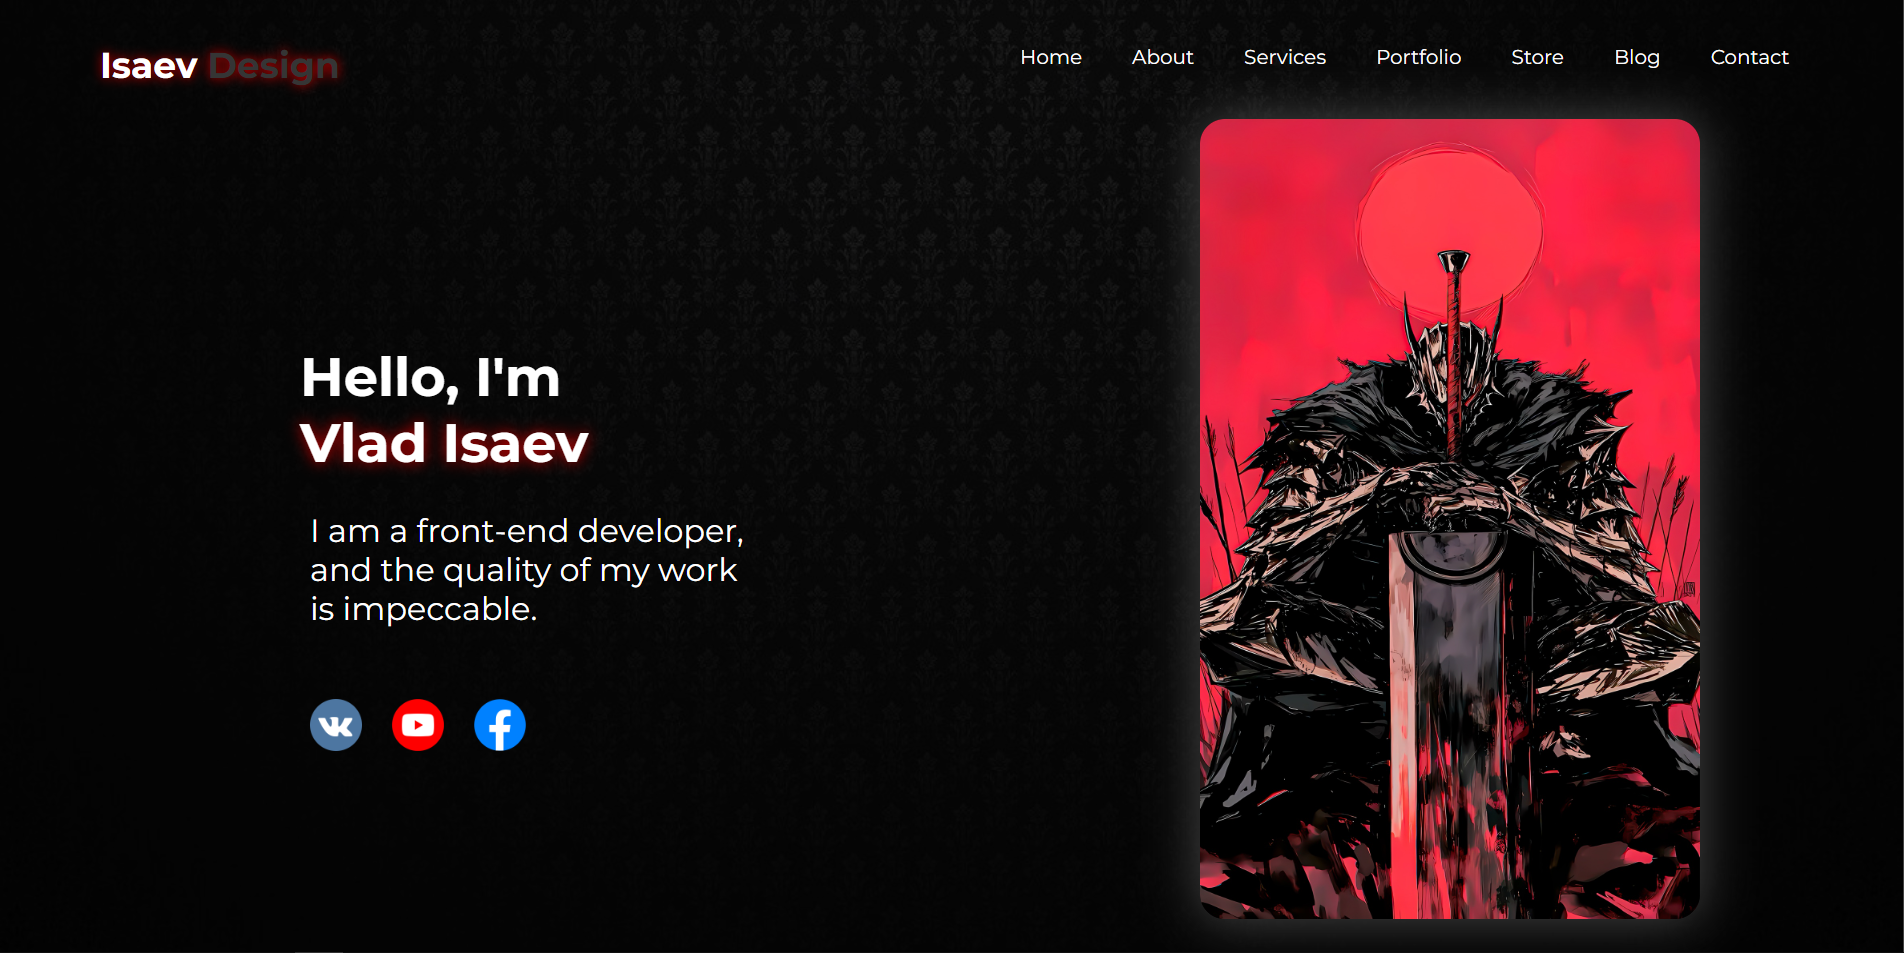 Isaev Design
Home About Services Portfolio Store Blog Contact
Hello, I'm
Vlad Isaev
I am a front-end developer,
and the quality of my work
is impeccable.